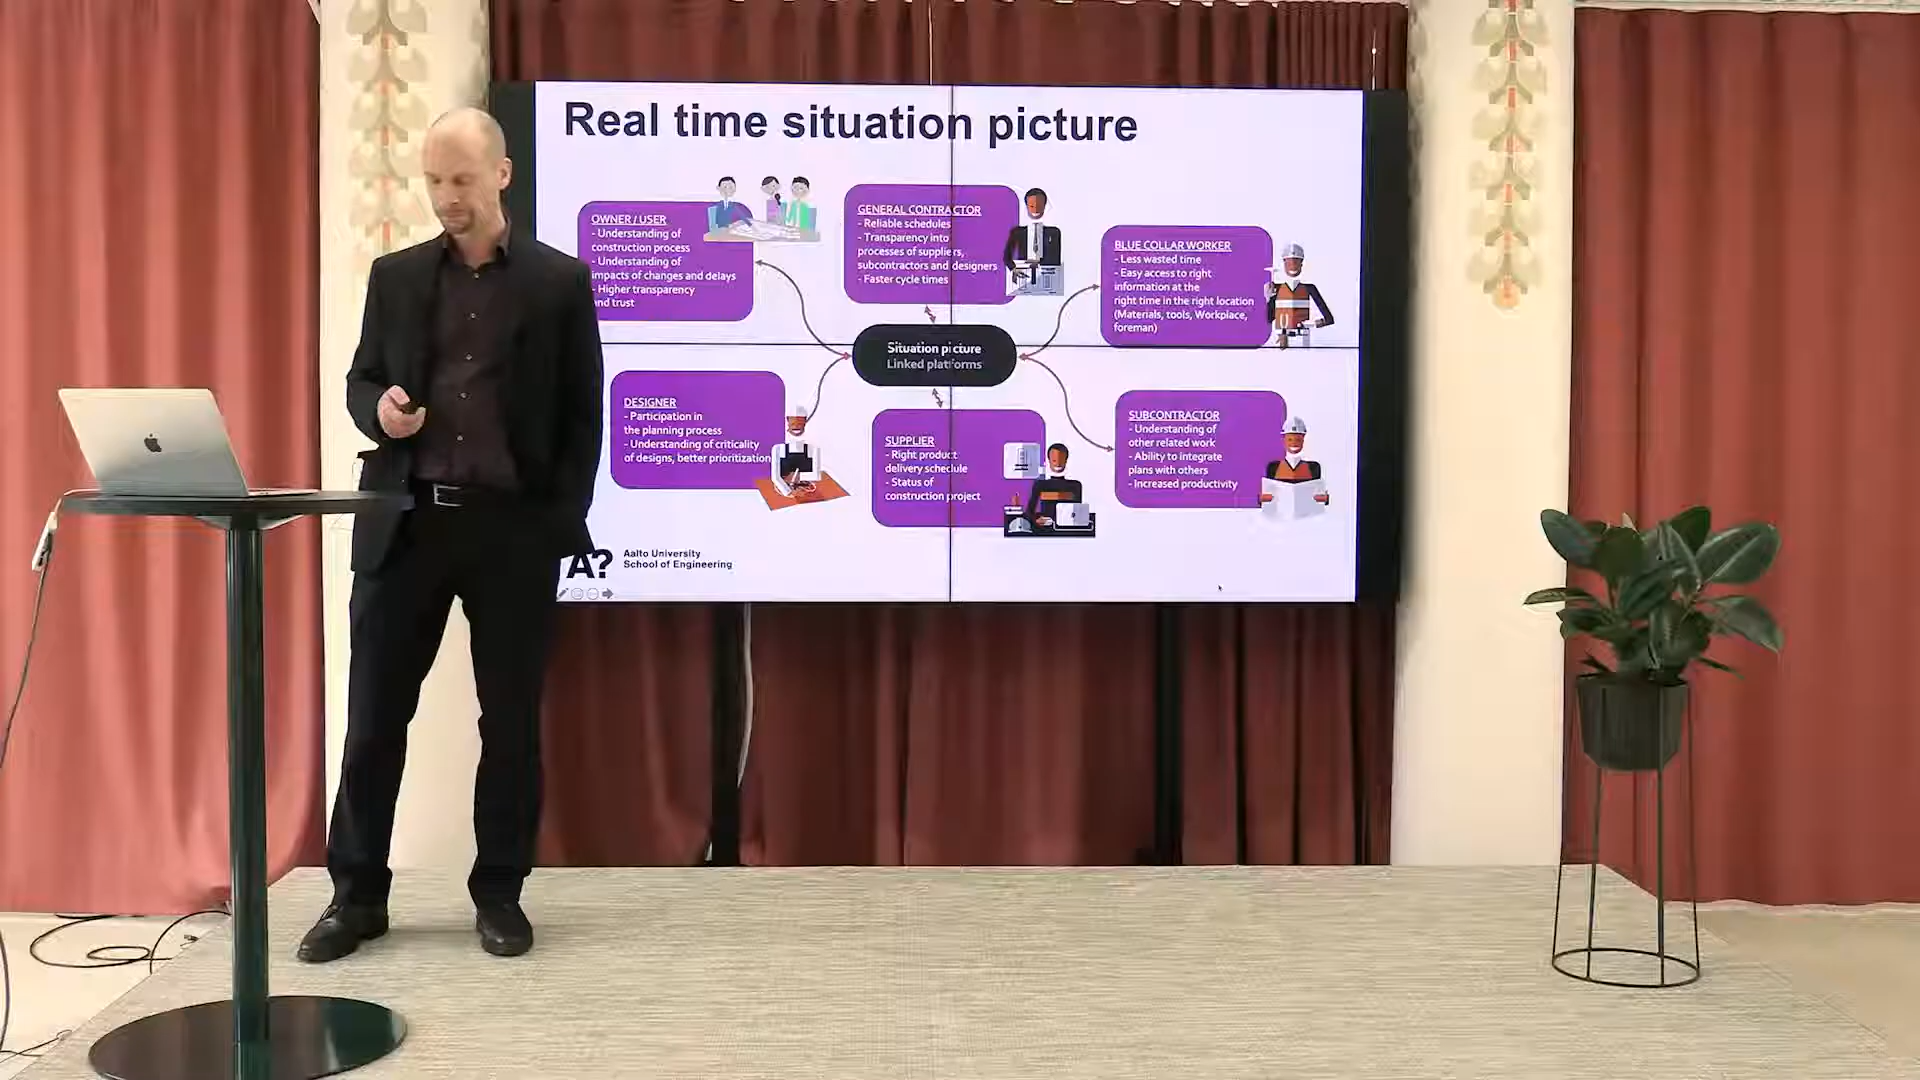 Real time situation picture
OWNER / USER
- Understanding of
construction process
- Understanding of
impacts of changes and delays
- Higher transparency
and trust
GENERAL CONTRACTOR
- Reliable schedules
- Transparency into
processes of suppliers,
subcontractors and designers
- Faster cycle times
BLUE COLLAR WORKER
- Less wasted time
- Easy access to right
information at the
right time in the right location
(Materials, tools, Workplace,
foreman)
Situation picture
Linked platforms
DESIGNER
- Participation in
the planning process
- Understanding of criticality
of designs, better prioritization
SUPPLIER
- Right product
delivery schedule
- Status of
construction project
SUBCONTRACTOR
- Understanding of
other related work
- Ability to integrate
plans with others
- Increased productivity
A?
Aalto University
School of Engineering